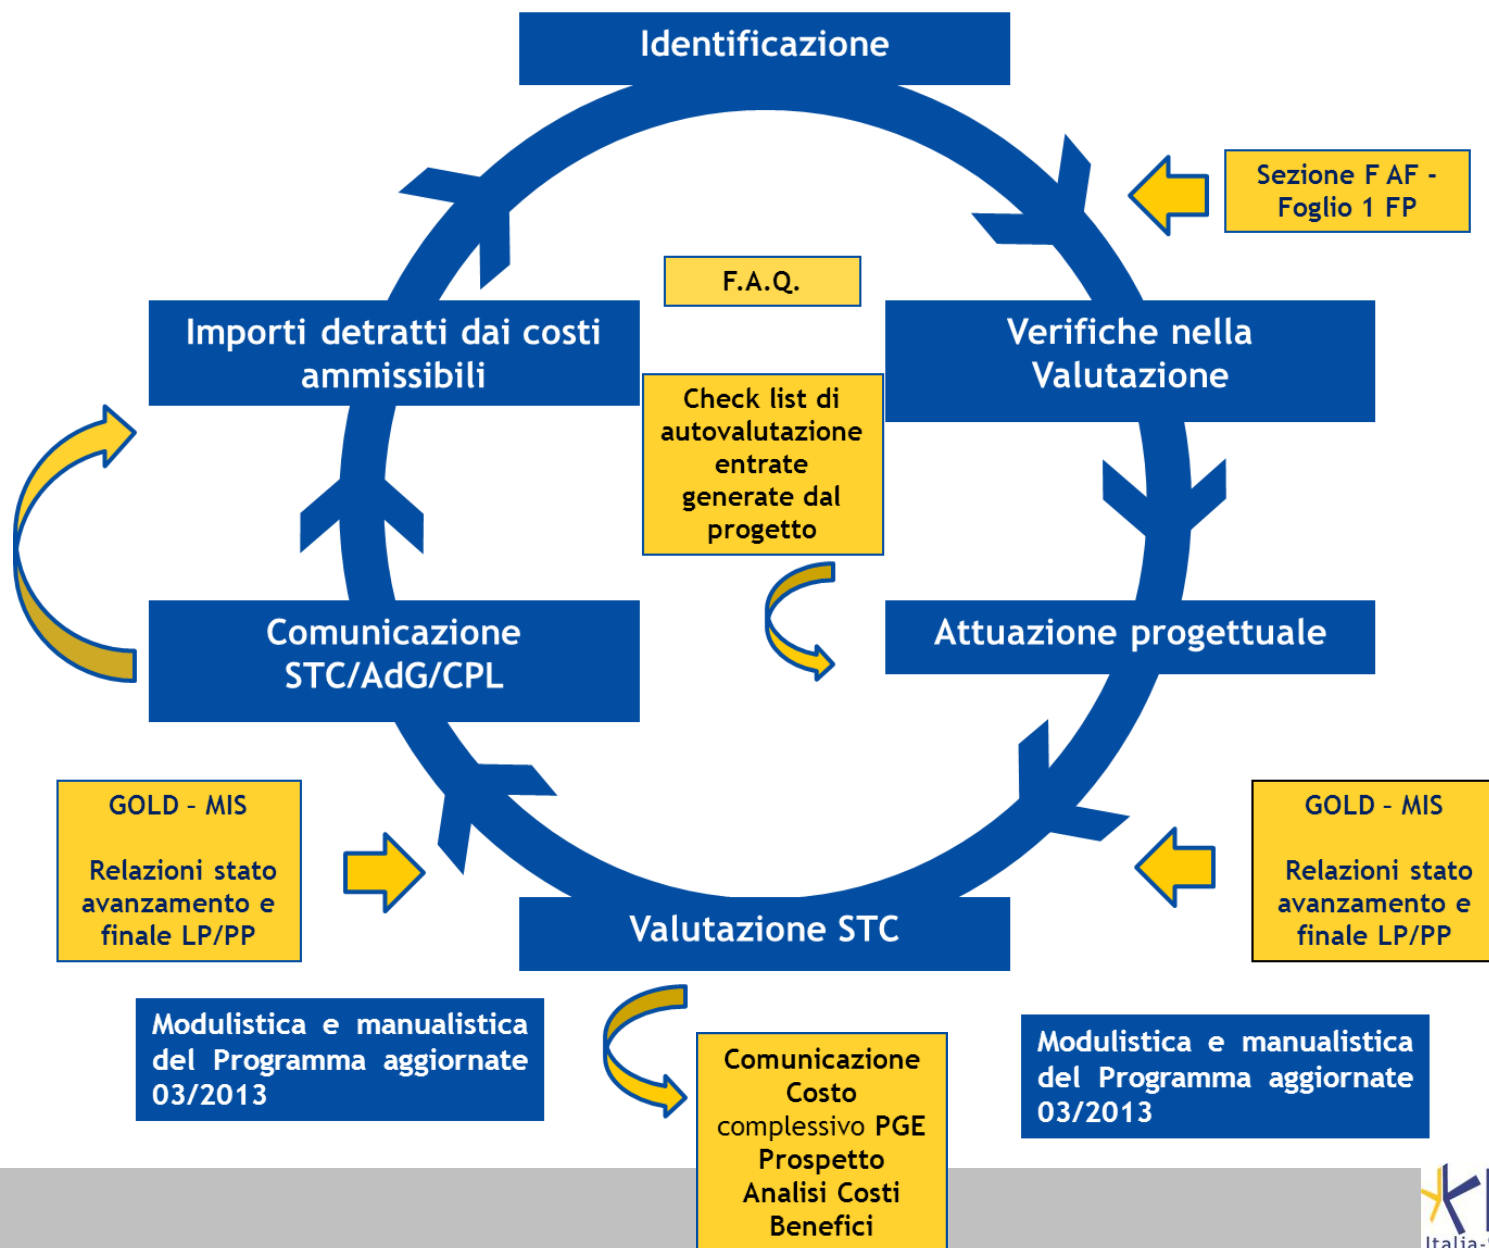 Identificazione
Sezione F AF -
Foglio 1 FP
F.A.Q.
Importi detratti dai costi
ammissibili
Verifiche nella
Valutazione
Check list di
autovalutazione
entrate
generate dal
progetto
Comunicazione
STC/AdG/CPL
Attuazione progettuale
GOLD – MIS
Relazioni stato
avanzamento e
finale LP/PP
GOLD – MIS
Relazioni stato
avanzamento e
finale LP/PP
Valutazione STC
Modulistica e manualistica
del Programma aggiornate
03/2013
Comunicazione
Costo
complessivo PGE
Prospetto
Analisi Costi
Benefici
Modulistica e manualistica
del Programma aggiornate
03/2013
Italia-